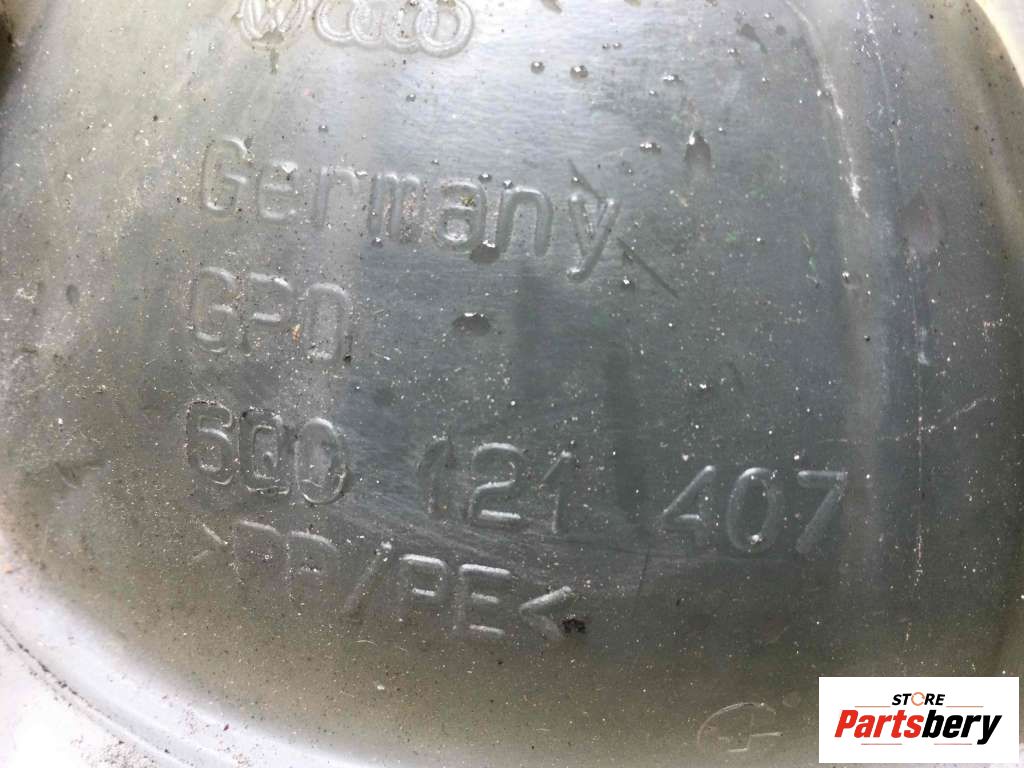 Germany
GPO
6Q0 121 407
>PP/PE<
STORE
Partsbery